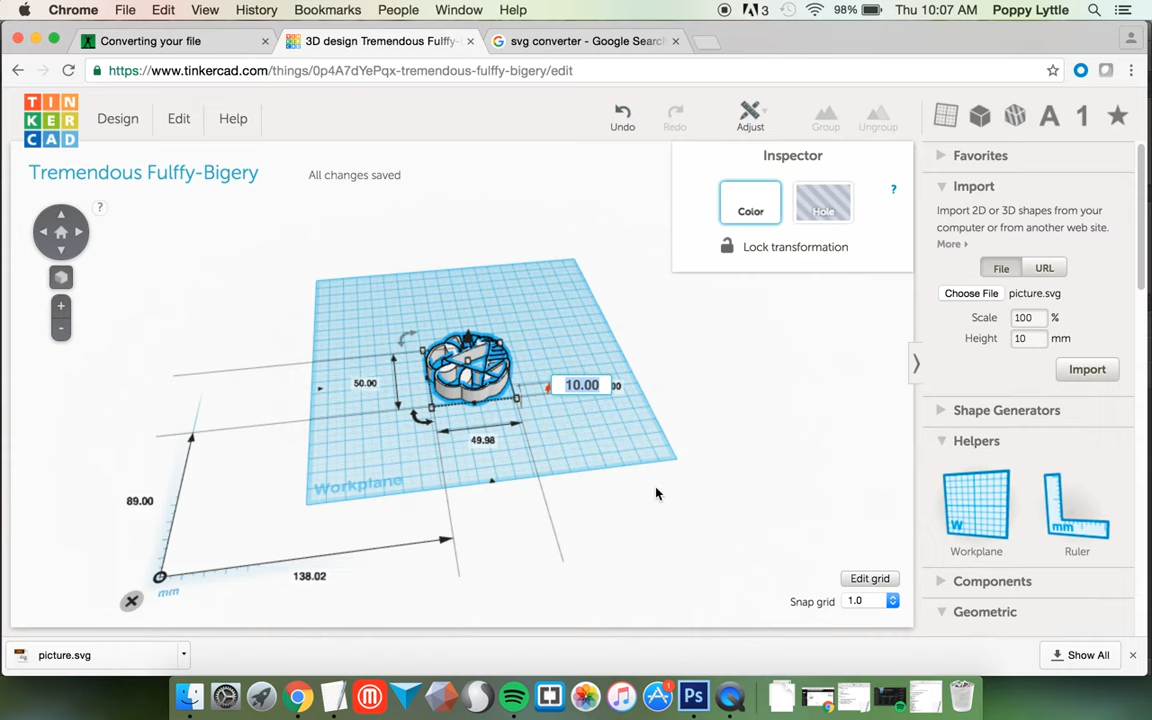 Chrome File Edit View History Bookmarks People Window Help 3 98% Thu 10:07 AM Poppy Lyttle
Converting your file × 3D design Tremendous Fulffy- × svg converter - Google Search ×
https://www.tinkercad.com/things/0p4A7dYePqx-tremendous-fulffy-bigery/edit
TIN
KER
CAD
Design Edit Help Undo Redo Adjust Group Ungroup A 1
Tremendous Fulffy-Bigery All changes saved
?
+
-
Inspector
Color Hole ?
Lock transformation
Favorites
Import
Import 2D or 3D shapes from your
computer or from another web site.
More
File URL
Choose File picture.svg
Scale 100 %
Height 10 mm
Import
Shape Generators
Helpers
W mm
Workplane Ruler
Components
Geometric
50.00
10.00 00
49.98
Workplane
89.00
138.02
mm
Edit grid
Snap grid 1.0
picture.svg Show All ×
Ps
1